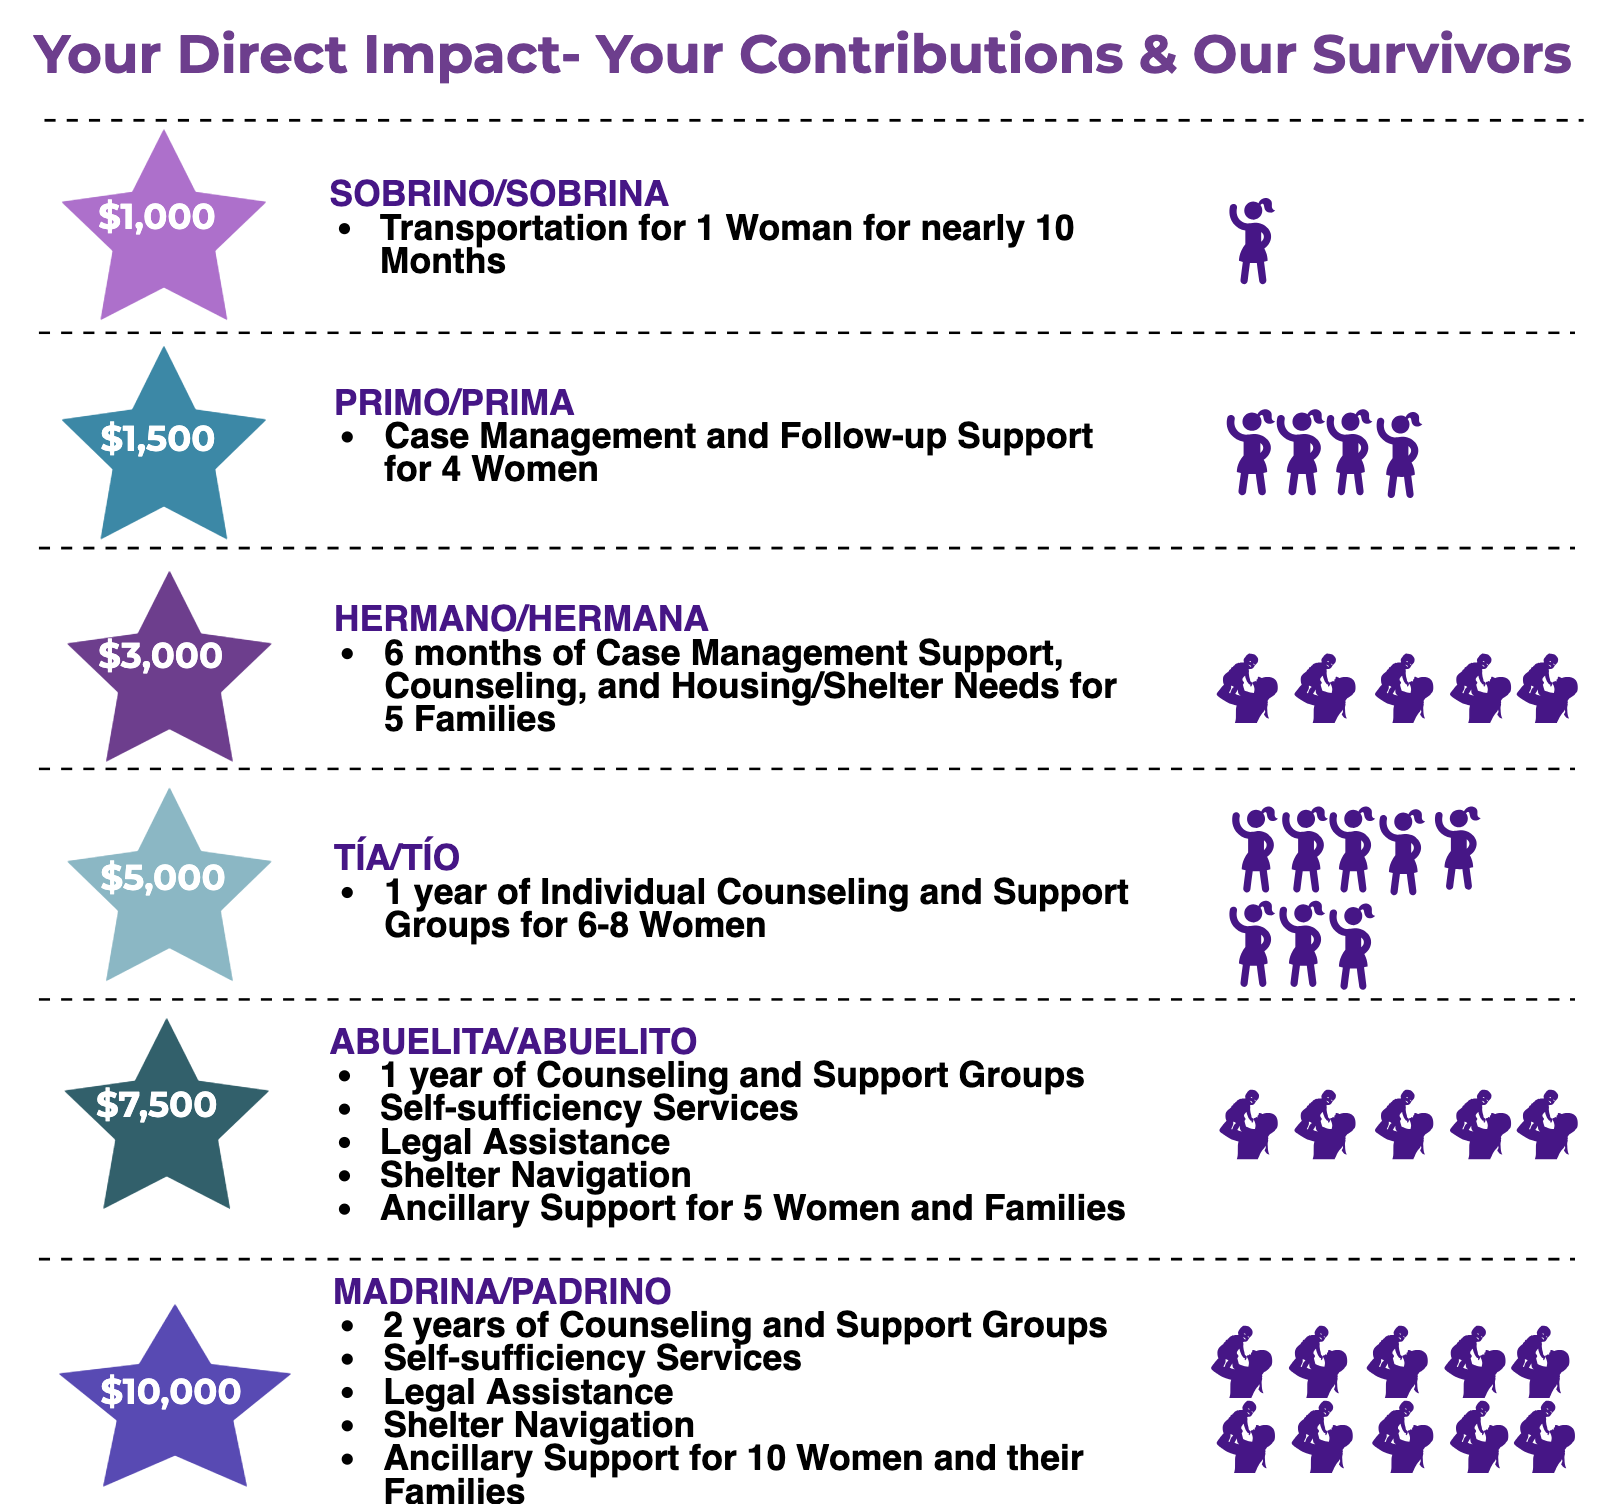 Your Direct Impact- Your Contributions & Our Survivors
$1,000
SOBRINO/SOBRINA
• Transportation for 1 Woman for nearly 10
Months
$1,500
PRIMO/PRIMA
• Case Management and Follow-up Support
for 4 Women
$3,000
HERMANO/HERMANA
• 6 months of Case Management Support,
Counseling, and Housing/Shelter Needs for
5 Families
$5,000
TÍA/TÍO
• 1 year of Individual Counseling and Support
Groups for 6-8 Women
$7,500
ABUELITA/ABUELITO
• 1 year of Counseling and Support Groups
• Self-sufficiency Services
• Legal Assistance
• Shelter Navigation
• Ancillary Support for 5 Women and Families
$10,000
MADRINA/PADRINO
• 2 years of Counseling and Support Groups
• Self-sufficiency Services
• Legal Assistance
• Shelter Navigation
• Ancillary Support for 10 Women and their
Families